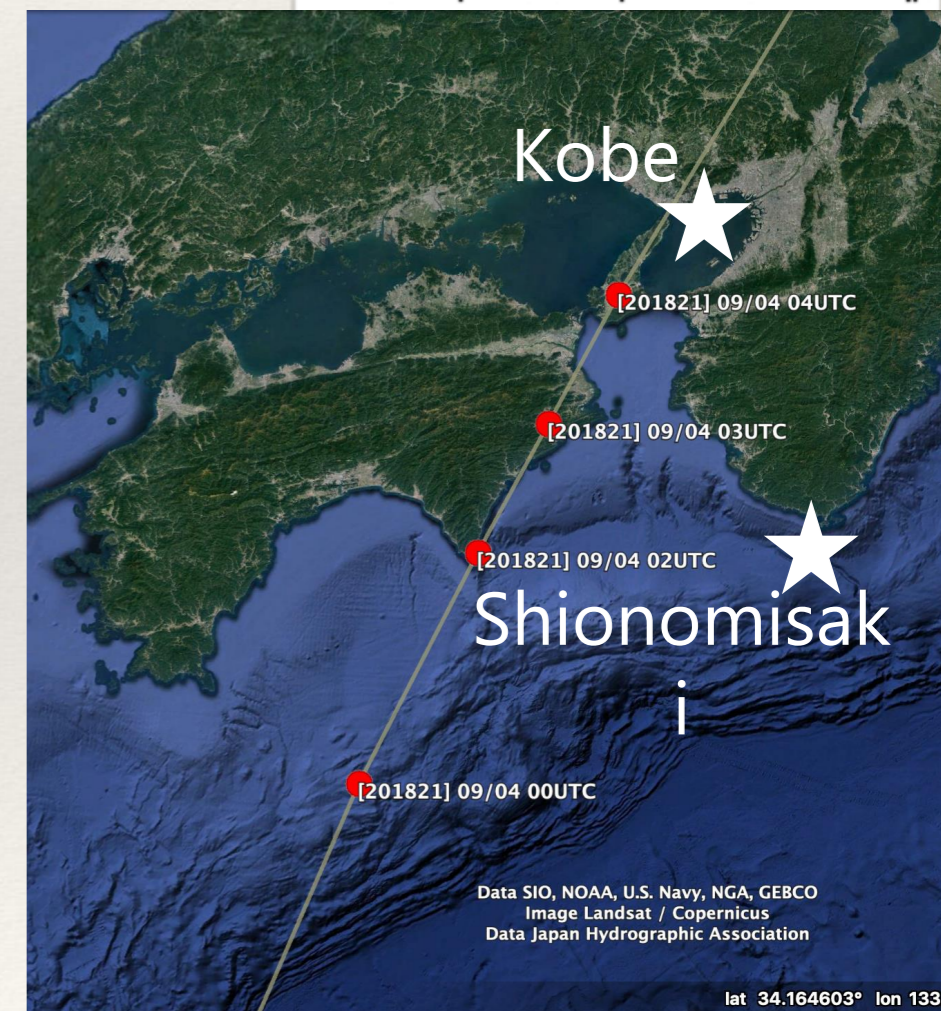 Kobe
[201821] 09/04 04UTC
[201821] 09/04 03UTC
[201821] 09/04 02UTC
Shionomisak
i
[201821] 09/04 00UTC
Data SIO, NOAA, U.S. Navy, NGA, GEBCO
Image Landsat / Copernicus
Data Japan Hydrographic Association
lat 34.164603° lon 133